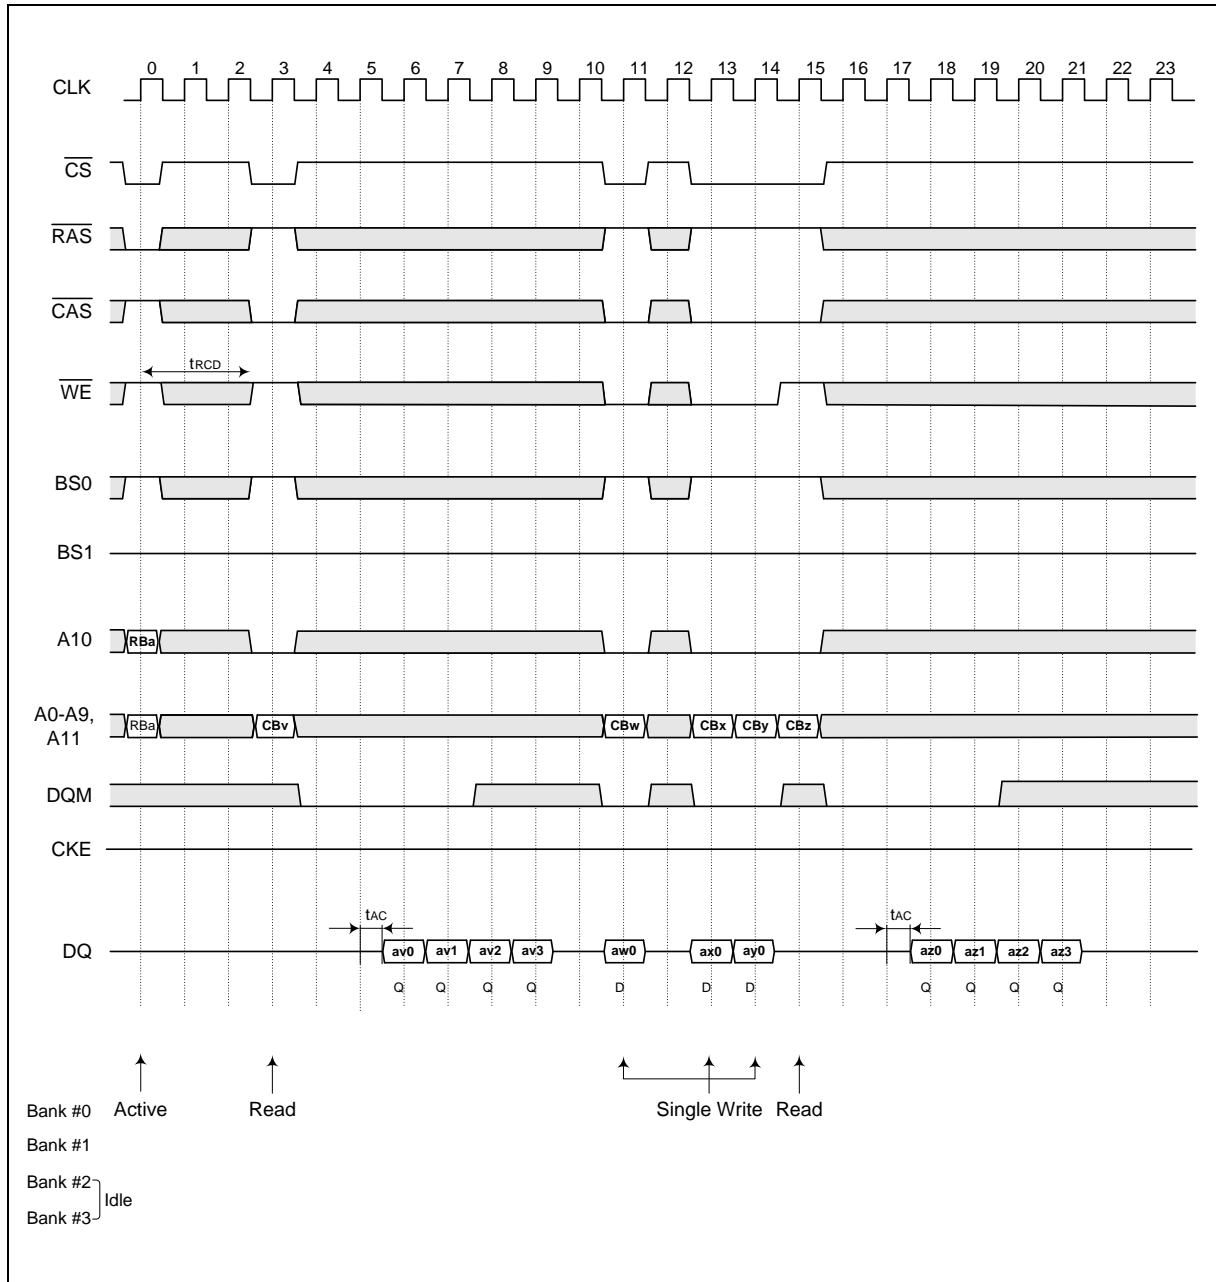 0 1 2 3 4 5 6 7 8 9 10 11 12 13 14 15 16 17 18 19 20 21 22 23
CLK
CS
RAS
CAS
tRCD
WE
BS0
BS1
A10 RBa
A0-A9,
A11
RBa CBv CBw CBx CBy CBz
DQM
CKE
tAC tAC
DQ av0 av1 av2 av3 aw0 ax0 ay0 az0 az1 az2 az3
Q Q Q Q D D D Q Q Q Q
Bank #0 Active Read Single Write Read
Bank #1
Bank #2
Idle
Bank #3